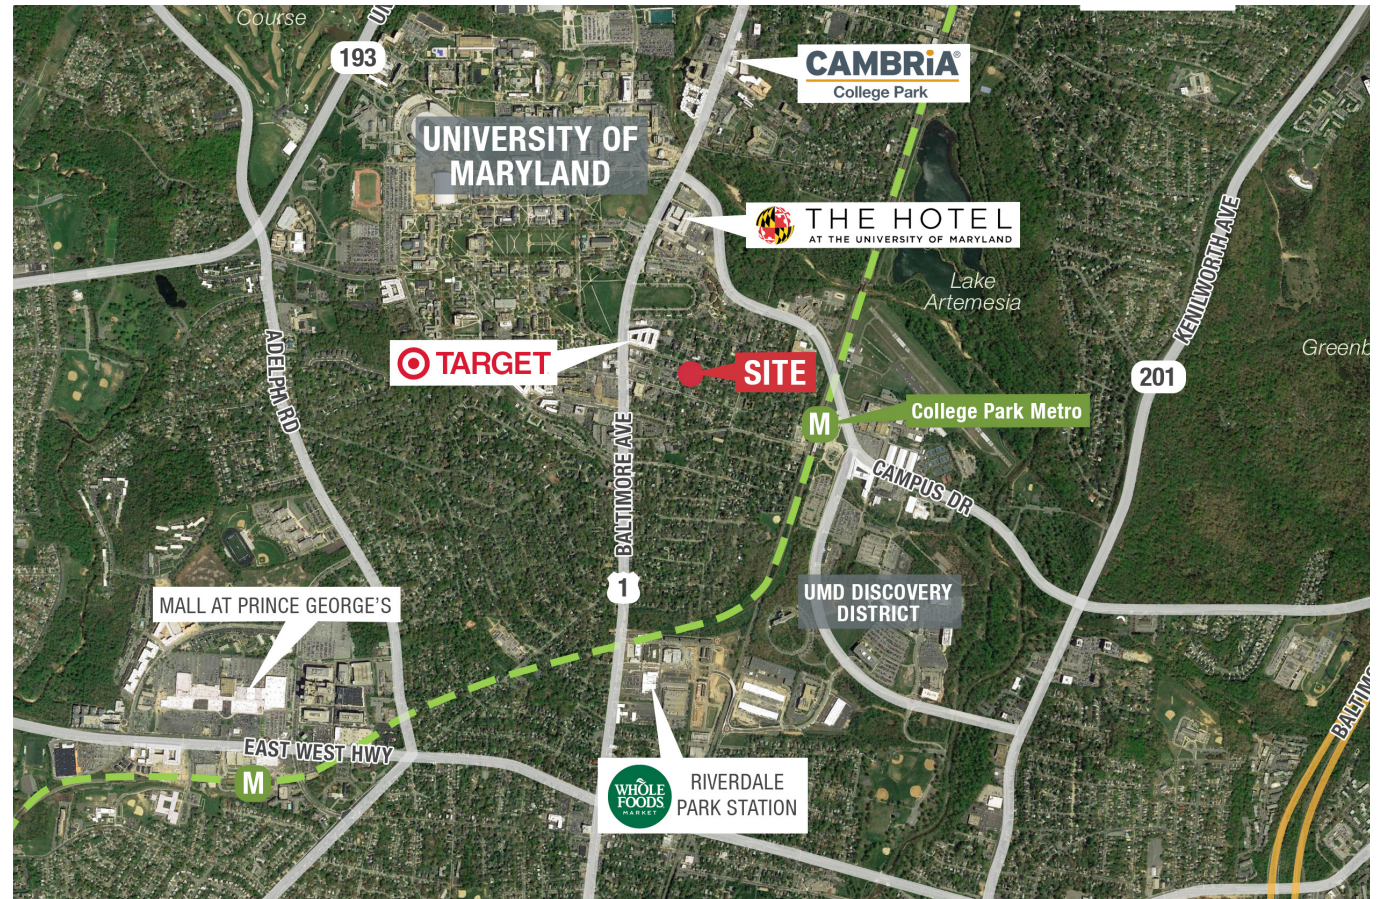 Course
UN
193
CAMBRiA®
College Park
UNIVERSITY OF
MARYLAND
THE HOTEL
AT THE UNIVERSITY OF MARYLAND
KENILWORTH AVE
Lake
Artemesia
Greenb
ADELPHI RD
TARGET
SITE
201
College Park Metro
M
BALTIMORE AVE
CAMPUS DR
1
UMD DISCOVERY
DISTRICT
MALL AT PRINCE GEORGE'S
BALTIMO
EAST WEST HWY
M
WHOLE
FOODS
MARKET
RIVERDALE
PARK STATION